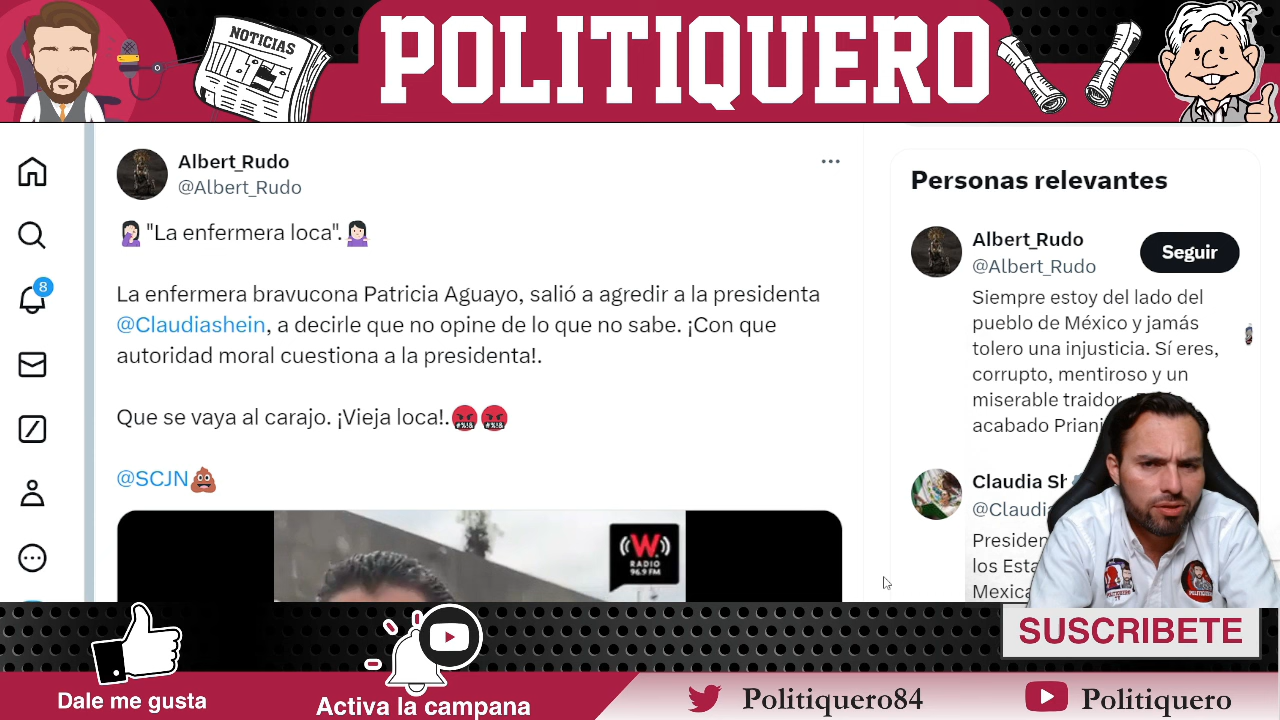 NOTICIAS
POLITIQUERO
Albert_Rudo
@Albert_Rudo
"La enfermera loca".
La enfermera bravucona Patricia Aguayo, salió a agredir a la presidenta
@Claudiashein, a decirle que no opine de lo que no sabe. ¡Con que
autoridad moral cuestiona a la presidenta!.
Que se vaya al carajo. ¡Vieja loca!.
@SCJN
8
W
RADIO
96.9 FM
Personas relevantes
Albert_Rudo
@Albert_Rudo
Seguir
Siempre estoy del lado del
pueblo de México y jamás
tolero una injusticia. Sí eres,
corrupto, mentiroso y un
miserable traidor
acabado Priani
Claudia Sh
@Claudia
Presiden
los Esta
Mexica
SUSCRIBETE
Dale me gusta
Activa la campana
Politiquero84
Politiquero